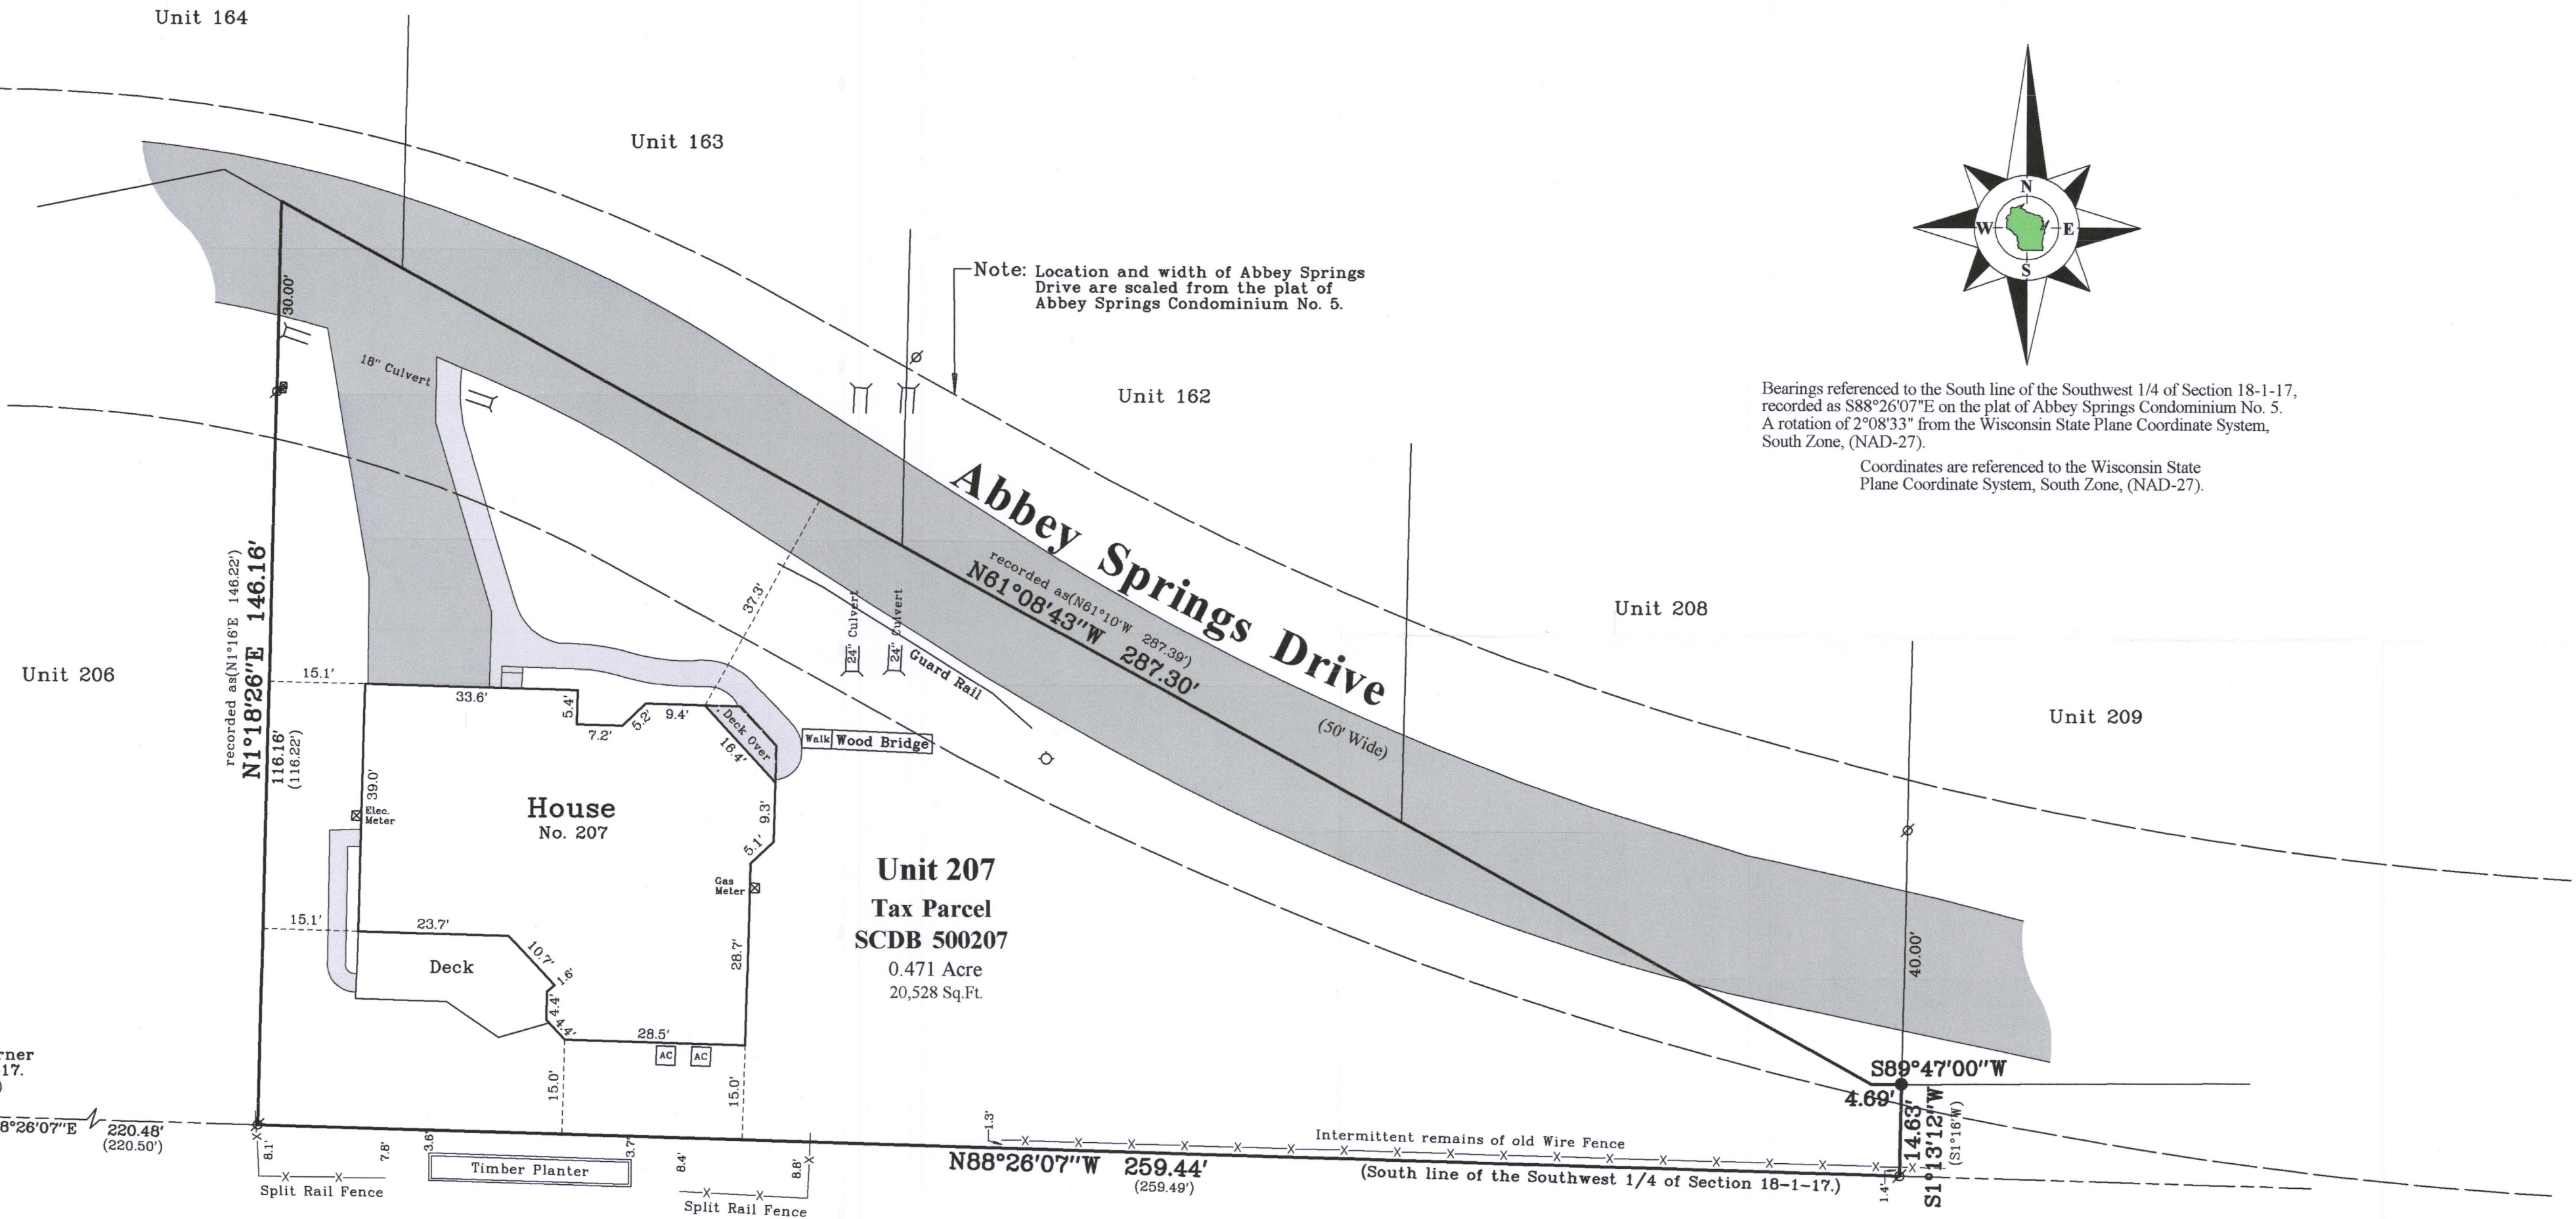 Unit 164
Unit 163
Note: Location and width of Abbey Springs
Drive are scaled from the plat of
Abbey Springs Condominium No. 5.
N
W
E
S
30.00'
18" Culvert
Unit 162
Bearings referenced to the South line of the Southwest 1/4 of Section 18-1-17,
recorded as S88°26'07"E on the plat of Abbey Springs Condominium No. 5.
A rotation of 2°08'33" from the Wisconsin State Plane Coordinate System,
South Zone, (NAD-27).
Coordinates are referenced to the Wisconsin State
Plane Coordinate System, South Zone, (NAD-27).
Abbey Springs Drive
(50' Wide)
recorded as(N61°10'W 287.39')
N61°08'43"W 287.30'
37.3'
24" Culvert
24" Culvert
Guard Rail
Unit 208
Unit 209
Unit 206
recorded as(N1°16'E 146.22')
N1°18'26"E 146.16'
116.16'
(116.22')
15.1'
33.6'
5.4'
7.2'
5.2'
9.4'
Deck Over
16.4'
Walk
Wood Bridge
39.0'
Elec.
Meter
House
No. 207
9.3'
5.1'
Gas
Meter
28.7'
Unit 207
Tax Parcel
SCDB 500207
0.471 Acre
20,528 Sq.Ft.
15.1'
23.7'
Deck
10.7'
1.6'
4.4'
4.4'
28.5'
AC
AC
15.0'
15.0'
40.00'
S89°47'00"W
4.69'
14.63'
S1°13'12"W
(S1°16'W)
rner
17.
)
8°26'07"E
220.48'
(220.50')
8.1'
7.8'
3.6'
3.7'
8.4'
8.8'
1.3'
Timber Planter
Split Rail Fence
Split Rail Fence
Intermittent remains of old Wire Fence
N88°26'07"W 259.44'
(259.49')
(South line of the Southwest 1/4 of Section 18-1-17.)
1.4'